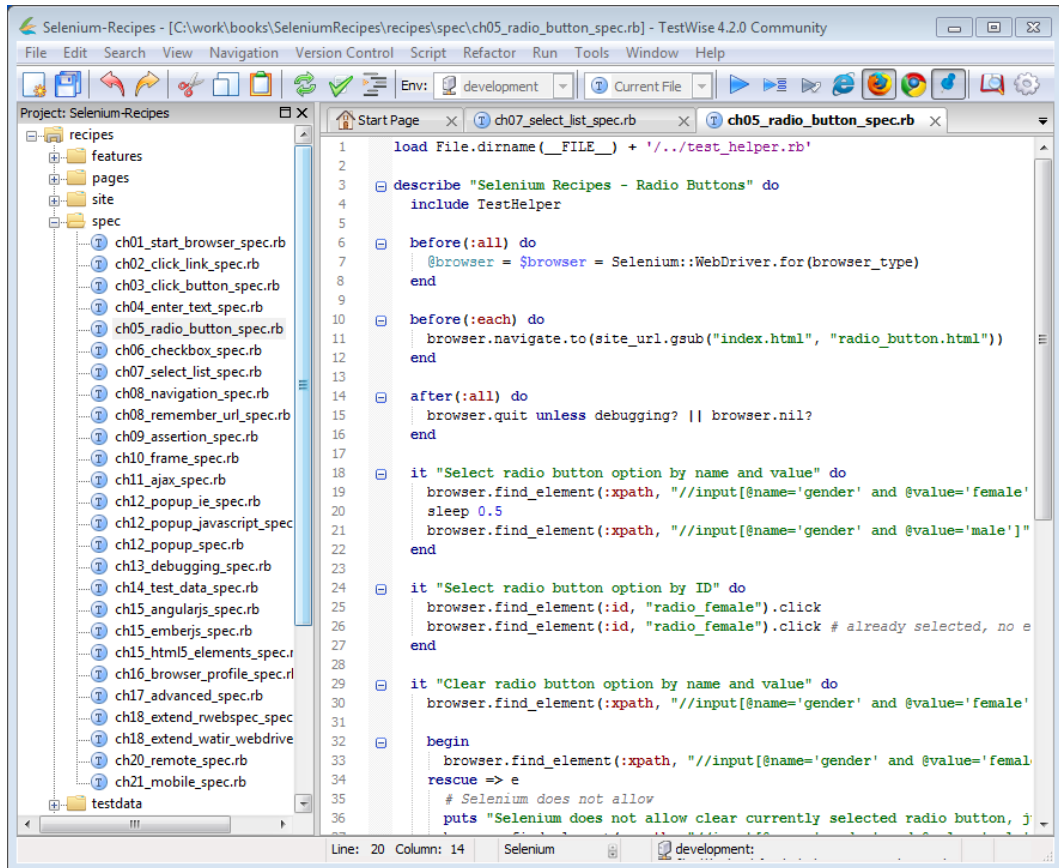 Selenium-Recipes - [C:\work\books\SeleniumRecipes\recipes\spec\ch05_radio_button_spec.rb] - TestWise 4.2.0 Community
File Edit Search View Navigation Version Control Script Refactor Run Tools Window Help
Env: development Current File
Project: Selenium-Recipes
recipes
features
pages
site
spec
ch01_start_browser_spec.rb
ch02_click_link_spec.rb
ch03_click_button_spec.rb
ch04_enter_text_spec.rb
ch05_radio_button_spec.rb
ch06_checkbox_spec.rb
ch07_select_list_spec.rb
ch08_navigation_spec.rb
ch08_remember_url_spec.rb
ch09_assertion_spec.rb
ch10_frame_spec.rb
ch11_ajax_spec.rb
ch12_popup_ie_spec.rb
ch12_popup_javascript_spec
ch12_popup_spec.rb
ch13_debugging_spec.rb
ch14_test_data_spec.rb
ch15_angularjs_spec.rb
ch15_emberjs_spec.rb
ch15_html5_elements_spec.r
ch16_browser_profile_spec.rl
ch17_advanced_spec.rb
ch18_extend_rwebspec_spec
ch18_extend_watir_webdrive
ch20_remote_spec.rb
ch21_mobile_spec.rb
testdata
Start Page ch07_select_list_spec.rb ch05_radio_button_spec.rb
1 load File.dirname(__FILE__) + '/../test_helper.rb'
2
3 describe "Selenium Recipes - Radio Buttons" do
4 include TestHelper
5
6 before(:all) do
7 @browser = $browser = Selenium::WebDriver.for(browser_type)
8 end
9
10 before(:each) do
11 browser.navigate.to(site_url.gsub("index.html", "radio_button.html"))
12 end
13
14 after(:all) do
15 browser.quit unless debugging? || browser.nil?
16 end
17
18 it "Select radio button option by name and value" do
19 browser.find_element(:xpath, "//input[@name='gender' and @value='female'
20 sleep 0.5
21 browser.find_element(:xpath, "//input[@name='gender' and @value='male']"
22 end
23
24 it "Select radio button option by ID" do
25 browser.find_element(:id, "radio_female").click
26 browser.find_element(:id, "radio_female").click # already selected, no e
27 end
28
29 it "Clear radio button option by name and value" do
30 browser.find_element(:xpath, "//input[@name='gender' and @value='female'
31
32 begin
33 browser.find_element(:xpath, "//input[@name='gender' and @value='femal
34 rescue => e
35 # Selenium does not allow
36 puts "Selenium does not allow clear currently selected radio button, j
Line: 20 Column: 14 Selenium development: